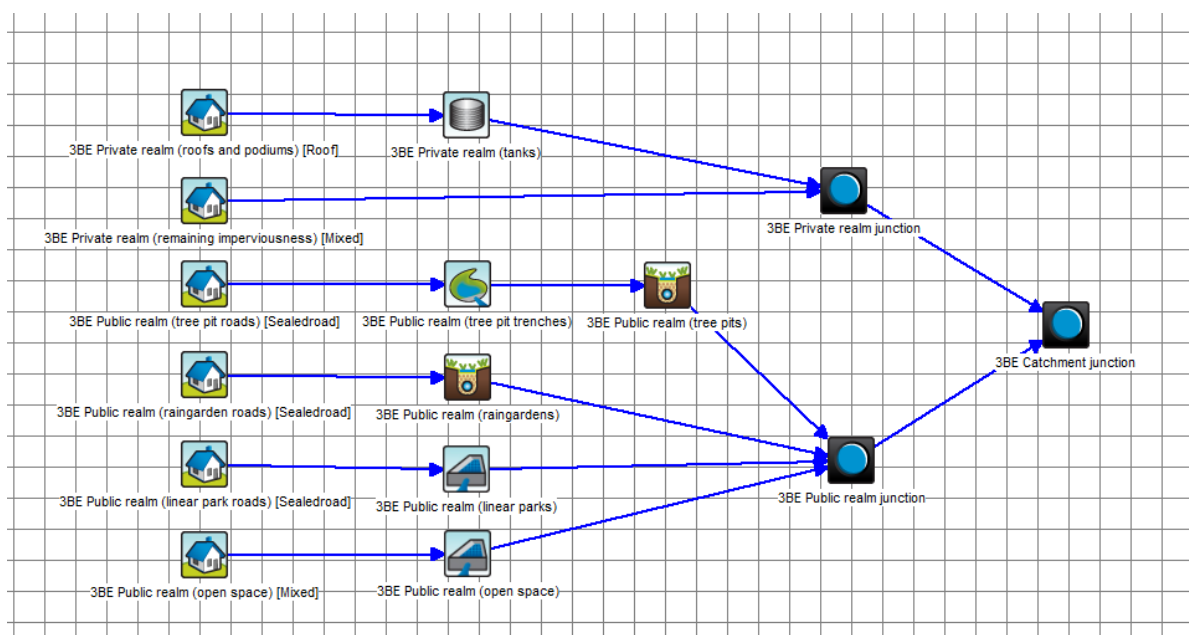 3BE Private realm (roofs and podiums) [Roof]
3BE Private realm (tanks)
3BE Private realm (remaining imperviousness) [Mixed]
3BE Private realm junction
3BE Public realm (tree pit roads) [Sealedroad]
3BE Public realm (tree pit trenches)
3BE Public realm (tree pits)
3BE Catchment junction
3BE Public realm (raingarden roads) [Sealedroad]
3BE Public realm (raingardens)
3BE Public realm (linear park roads) [Sealedroad]
3BE Public realm (linear parks)
3BE Public realm junction
3BE Public realm (open space) [Mixed]
3BE Public realm (open space)